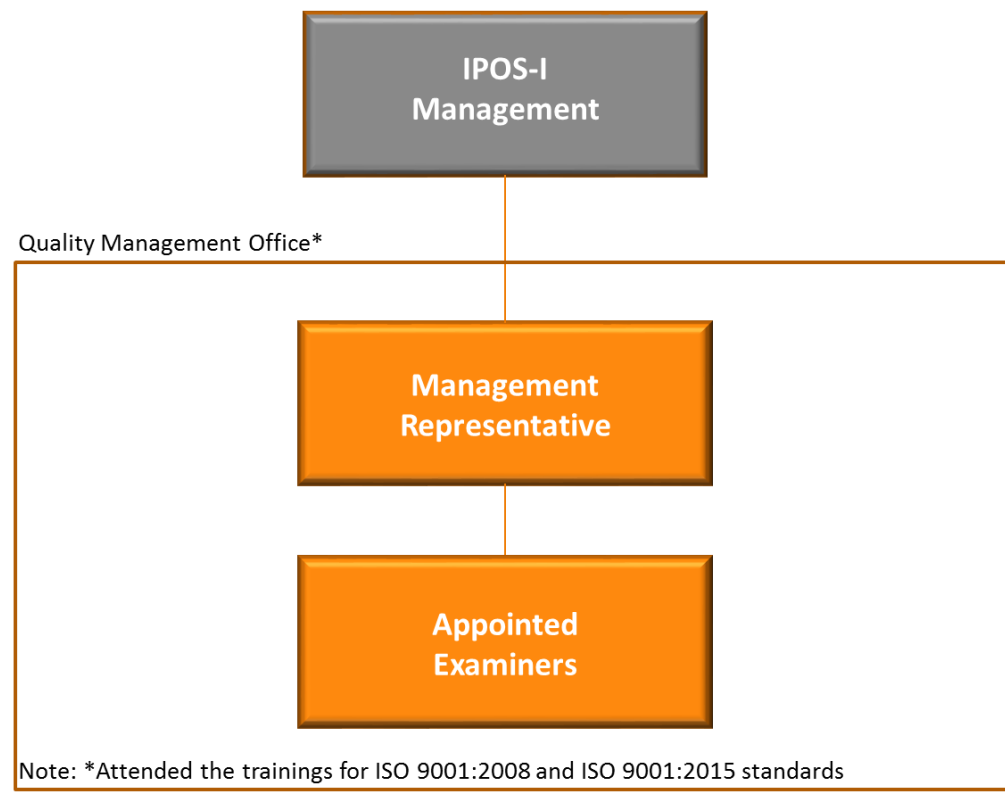 IPOS-I
Management
Quality Management Office*
Management
Representative
Appointed
Examiners
Note: *Attended the trainings for ISO 9001:2008 and ISO 9001:2015 standards